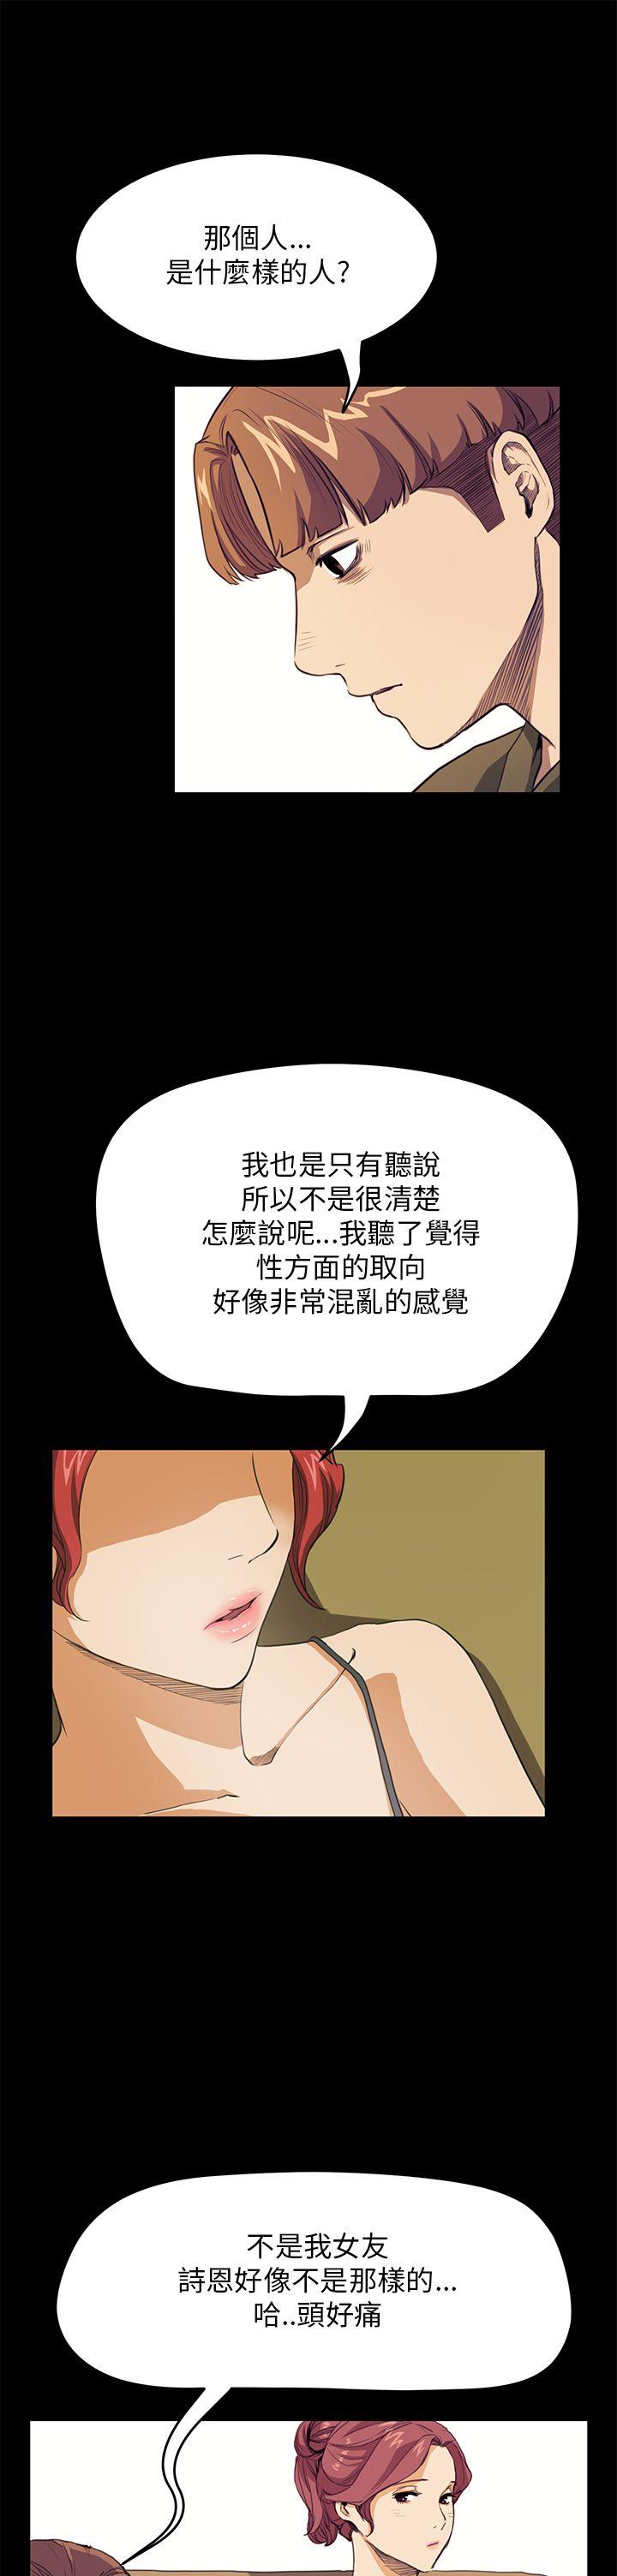 那個人...
是什麼樣的人?
我也是只有聽說
所以不是很清楚
怎麼說呢...我聽了覺得
性方面的取向
好像非常混亂的感覺
不是我女友
詩恩好像不是那樣的...
哈..頭好痛